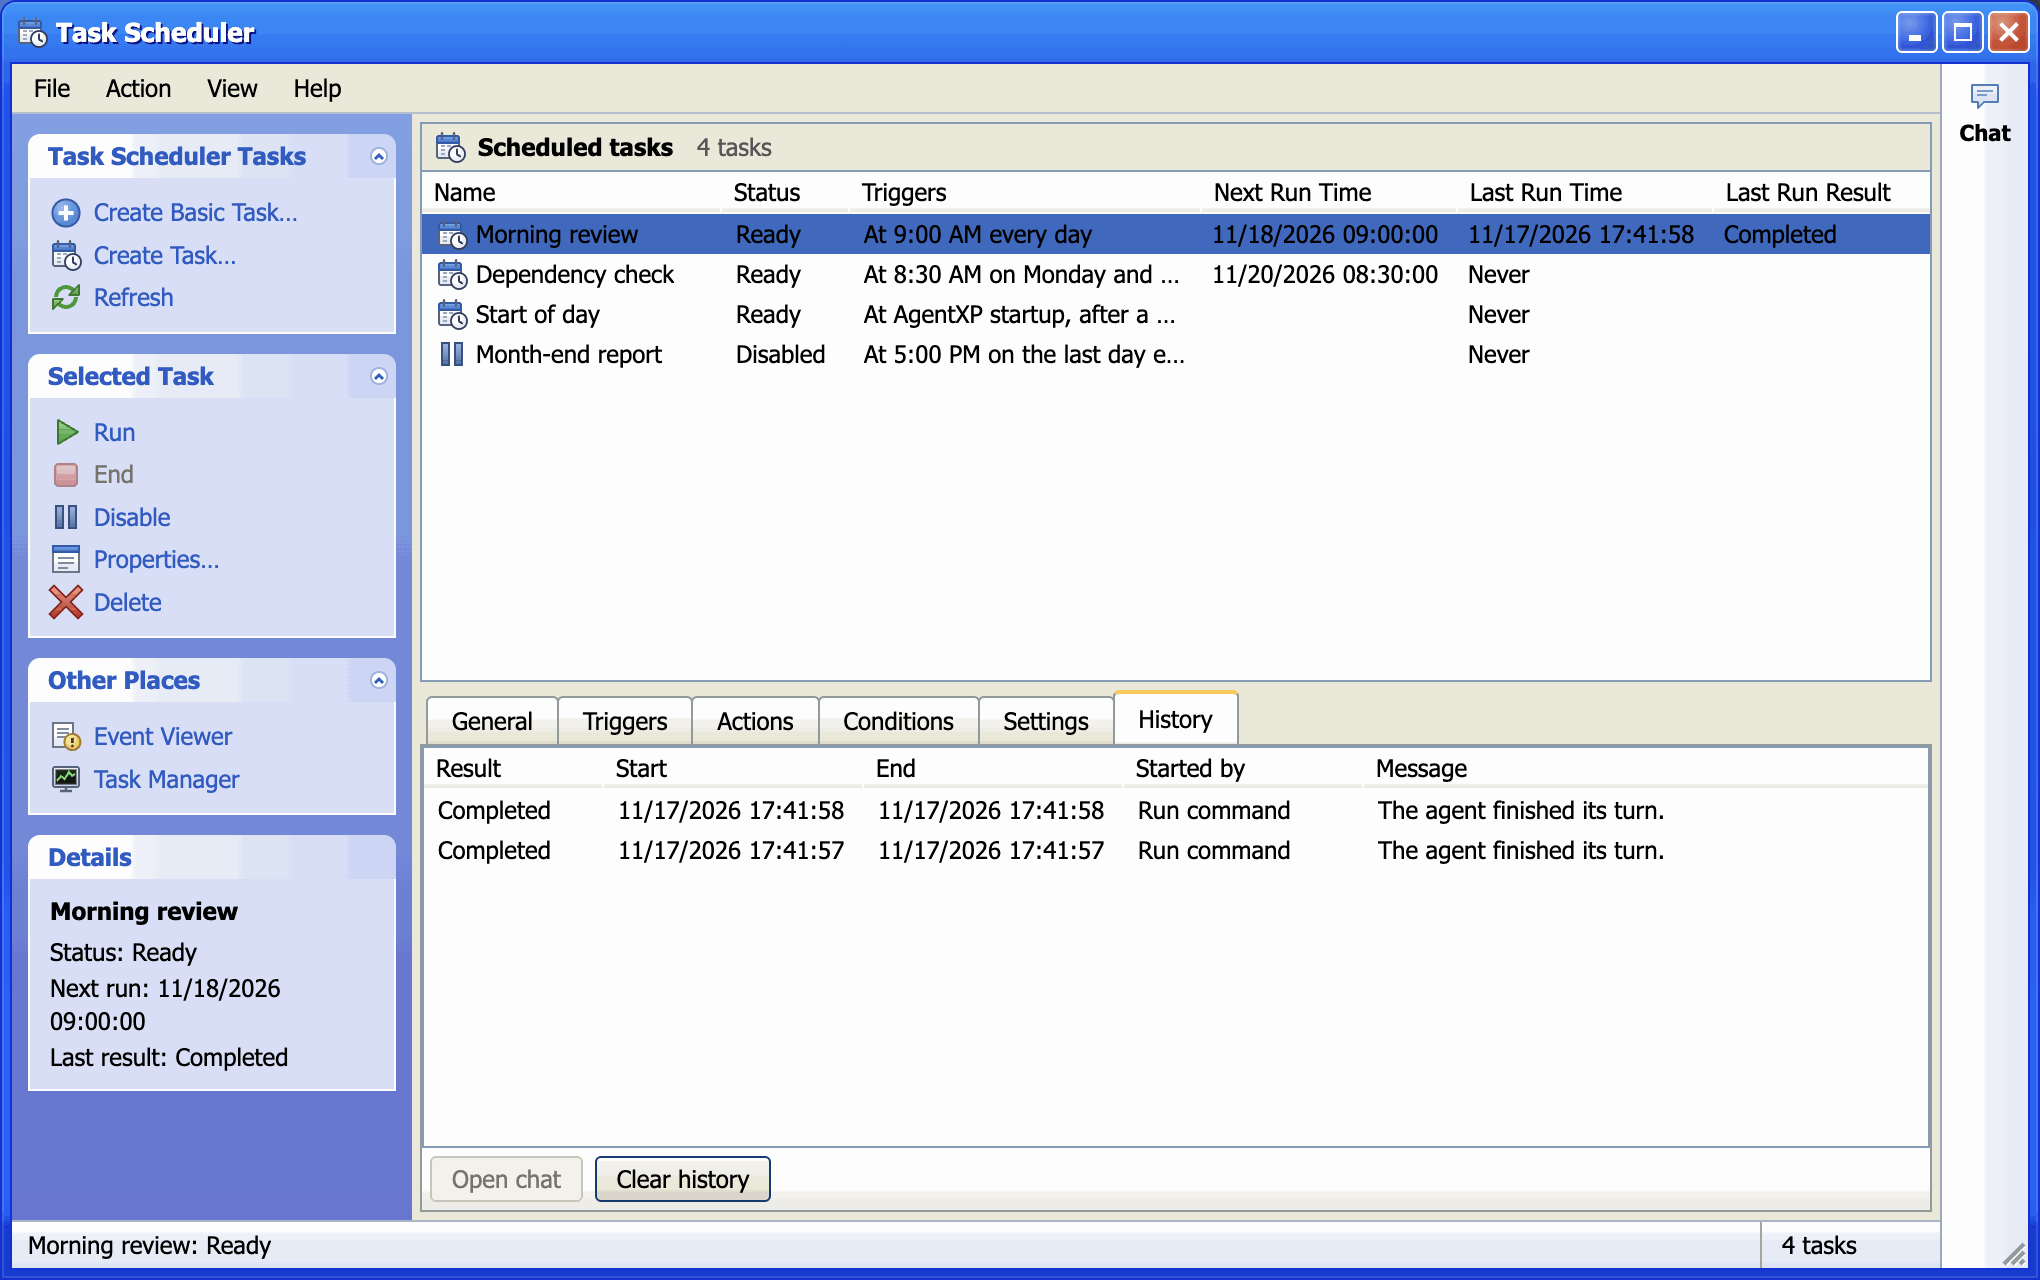 Task Scheduler
File Action View Help
Chat
Task Scheduler Tasks
Create Basic Task...
Create Task...
Refresh
Selected Task
Run
End
Disable
Properties...
Delete
Other Places
Event Viewer
Task Manager
Details
Morning review
Status: Ready
Next run: 11/18/2026
09:00:00
Last result: Completed
Scheduled tasks 4 tasks
Name Status Triggers Next Run Time Last Run Time Last Run Result
Morning review Ready At 9:00 AM every day 11/18/2026 09:00:00 11/17/2026 17:41:58 Completed
Dependency check Ready At 8:30 AM on Monday and ... 11/20/2026 08:30:00 Never
Start of day Ready At AgentXP startup, after a ... Never
Month-end report Disabled At 5:00 PM on the last day e... Never
General Triggers Actions Conditions Settings History
Result Start End Started by Message
Completed 11/17/2026 17:41:58 11/17/2026 17:41:58 Run command The agent finished its turn.
Completed 11/17/2026 17:41:57 11/17/2026 17:41:57 Run command The agent finished its turn.
Open chat Clear history
Morning review: Ready 4 tasks